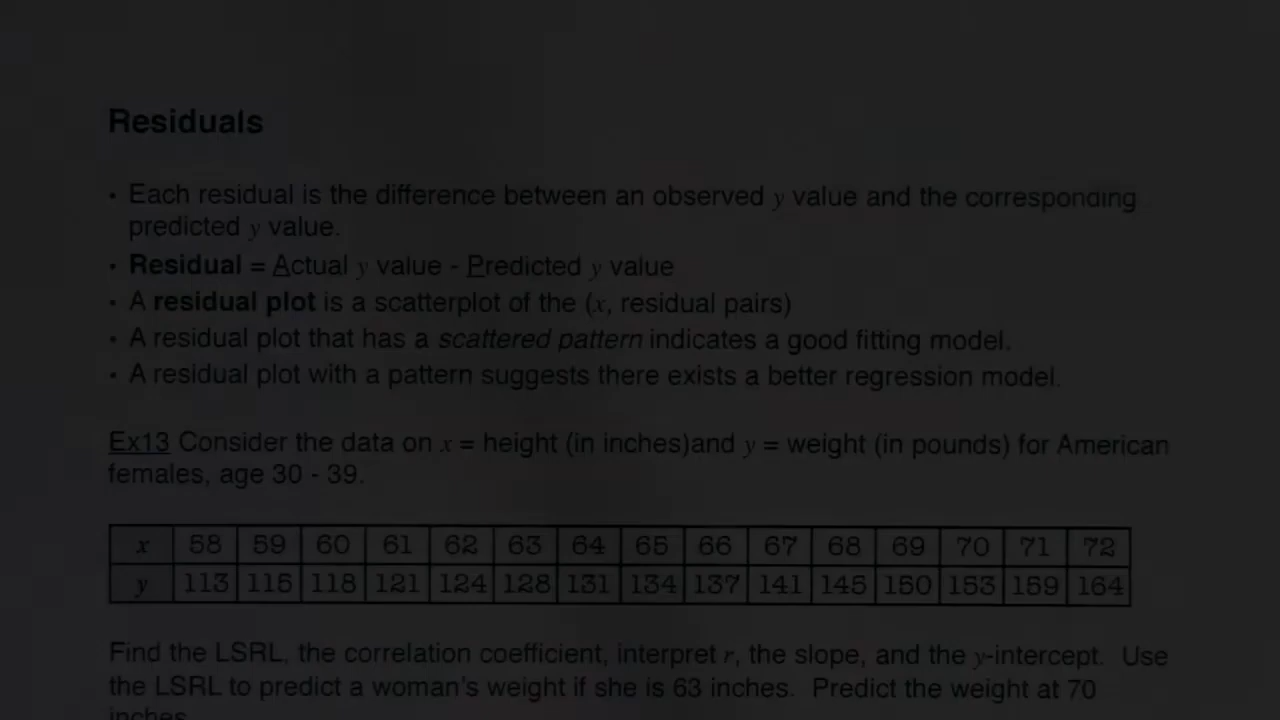 Residuals
• Each residual is the difference between an observed y value and the corresponding
predicted y value.
• Residual = Actual y value - Predicted y value
• A residual plot is a scatterplot of the (x, residual pairs)
• A residual plot that has a scattered pattern indicates a good fitting model.
• A residual plot with a pattern suggests there exists a better regression model.
Ex13 Consider the data on x = height (in inches)and y = weight (in pounds) for American
females, age 30 - 39.
x 58 59 60 61 62 63 64 65 66 67 68 69 70 71 72
y 113 115 118 121 124 128 131 134 137 141 145 150 153 159 164
Find the LSRL, the correlation coefficient, interpret r, the slope, and the y-intercept. Use
the LSRL to predict a woman's weight if she is 63 inches. Predict the weight at 70
inches